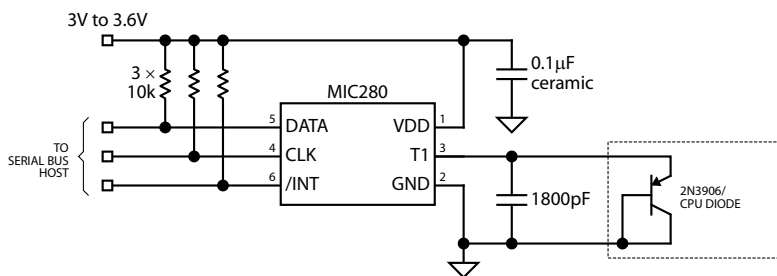 3V to 3.6V
3 ×
10k
0.1μF
ceramic
MIC280
5 DATA
VDD 1
TO
SERIAL BUS
HOST
4 CLK
T1 3
6 /INT
GND 2
1800pF
2N3906/
CPU DIODE